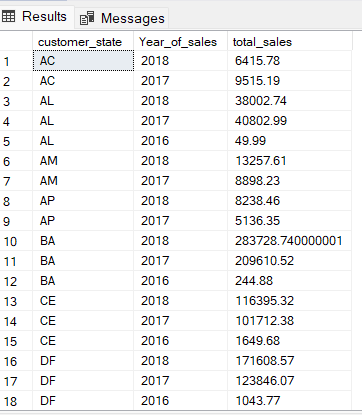 Results Messages
customer_state Year_of_sales total_sales
1 AC 2018 6415.78
2 AC 2017 9515.19
3 AL 2018 38002.74
4 AL 2017 40802.99
5 AL 2016 49.99
6 AM 2018 13257.61
7 AM 2017 8898.23
8 AP 2018 8238.46
9 AP 2017 5136.35
10 BA 2018 283728.740000001
11 BA 2017 209610.52
12 BA 2016 244.88
13 CE 2018 116395.32
14 CE 2017 101712.38
15 CE 2016 1649.68
16 DF 2018 171608.57
17 DF 2017 123846.07
18 DF 2016 1043.77